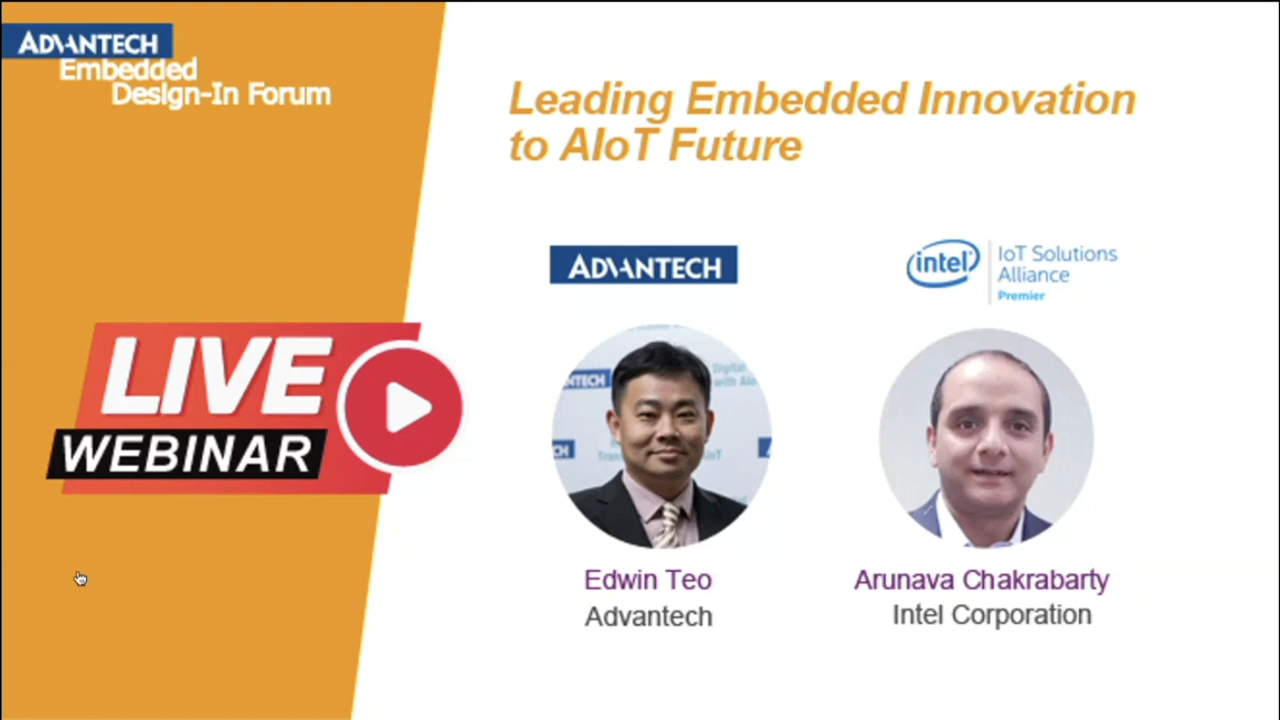 ADVANTECH
Embedded
Design-In Forum
Leading Embedded Innovation
to AIoT Future
ADVANTECH
intel
IoT Solutions
Alliance
Premier
LIVE
WEBINAR
Edwin Teo
Advantech
Arunava Chakrabarty
Intel Corporation